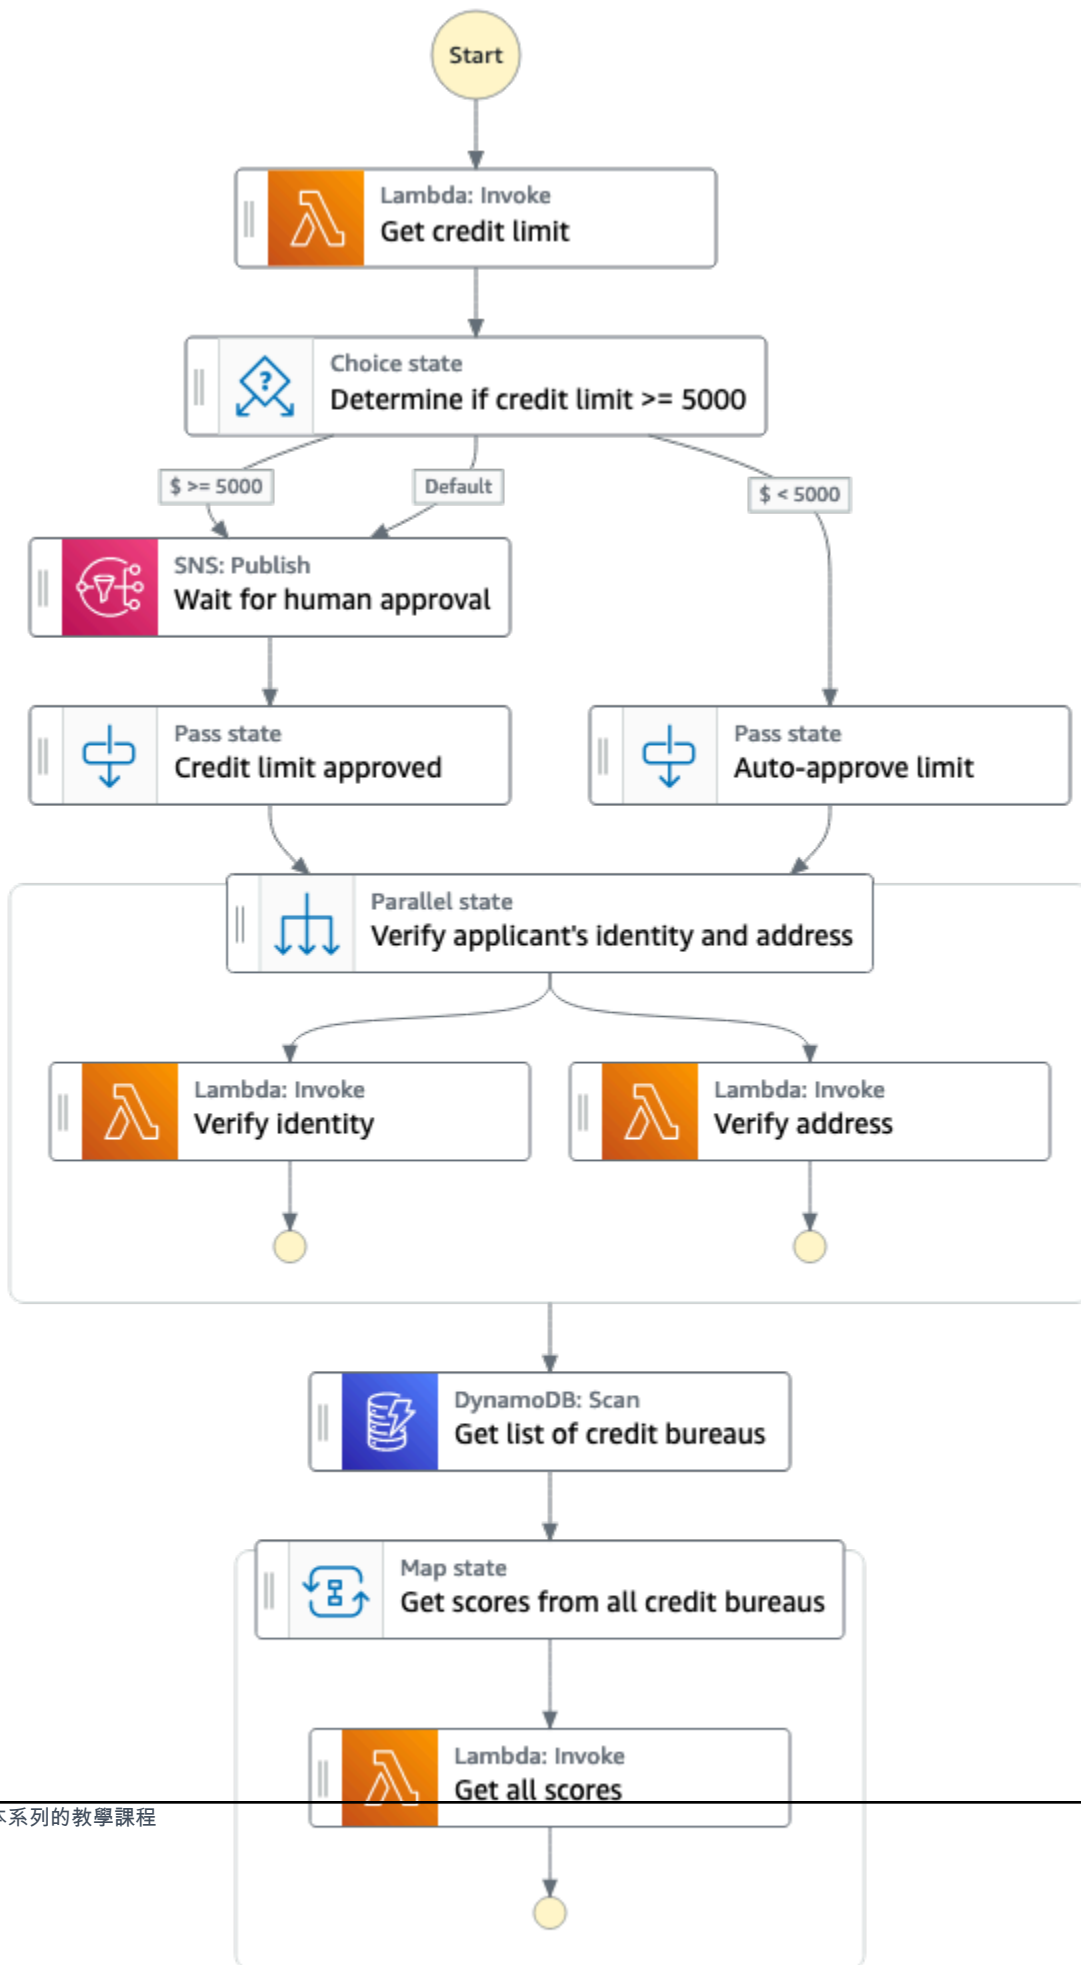 Start
Lambda: Invoke
Get credit limit
Choice state
Determine if credit limit >= 5000
$ >= 5000
Default
$ < 5000
SNS: Publish
Wait for human approval
Pass state
Credit limit approved
Pass state
Auto-approve limit
Parallel state
Verify applicant's identity and address
Lambda: Invoke
Verify identity
Lambda: Invoke
Verify address
DynamoDB: Scan
Get list of credit bureaus
Map state
Get scores from all credit bureaus
Lambda: Invoke
Get all scores
本系列的教學課程